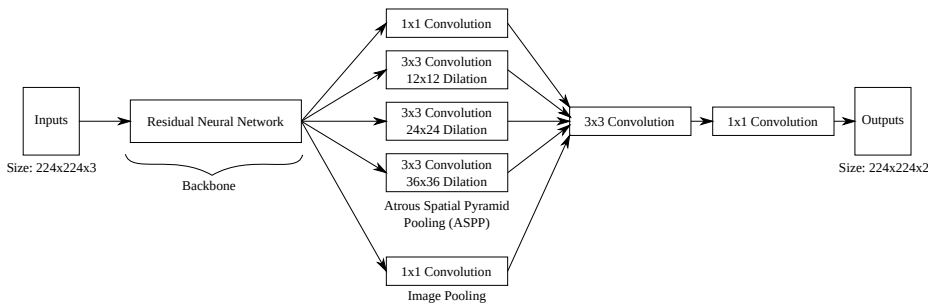 Inputs
Size: 224x224x3
Residual Neural Network
Backbone
1x1 Convolution
3x3 Convolution
12x12 Dilation
3x3 Convolution
24x24 Dilation
3x3 Convolution
36x36 Dilation
Atrous Spatial Pyramid
Pooling (ASPP)
1x1 Convolution
Image Pooling
3x3 Convolution
1x1 Convolution
Outputs
Size: 224x224x2